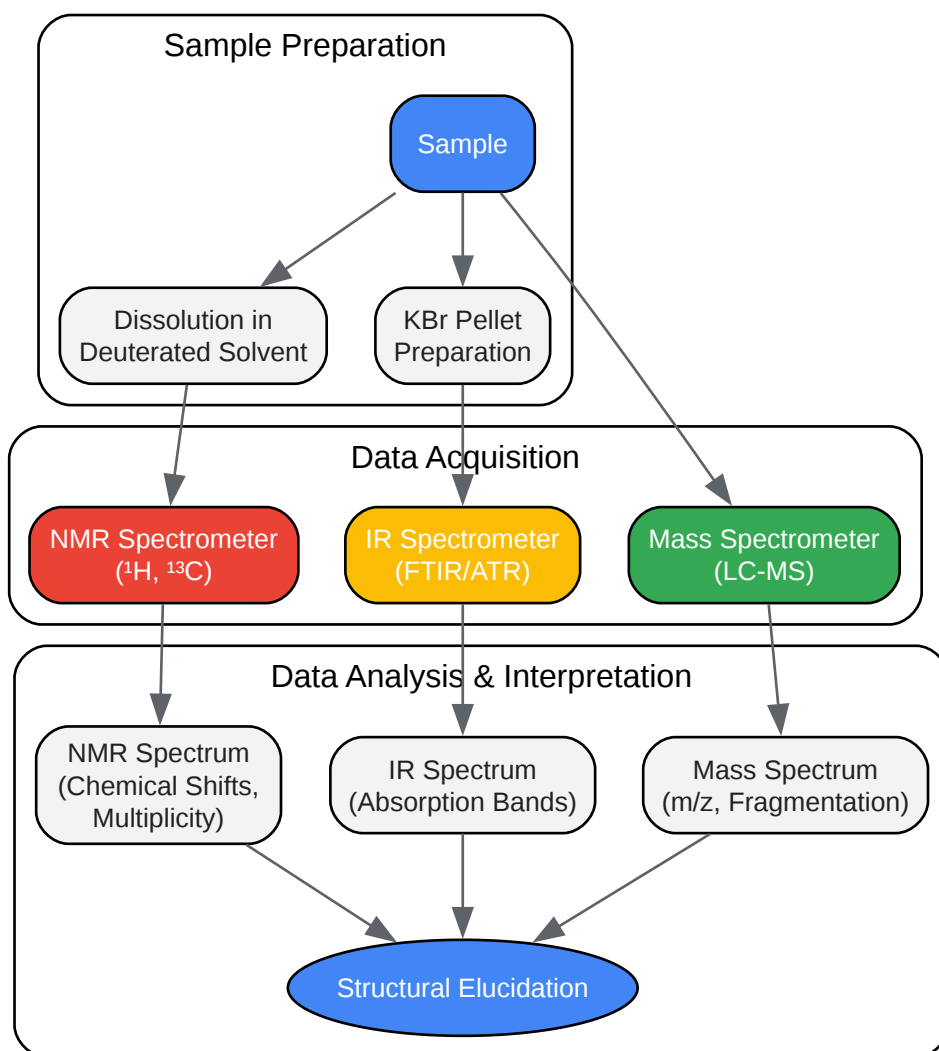 Sample Preparation
Sample
Dissolution in
Deuterated Solvent
KBr Pellet
Preparation
Data Acquisition
NMR Spectrometer
(¹H, ¹³C)
IR Spectrometer
(FTIR/ATR)
Mass Spectrometer
(LC-MS)
Data Analysis & Interpretation
NMR Spectrum
(Chemical Shifts,
Multiplicity)
IR Spectrum
(Absorption Bands)
Mass Spectrum
(m/z, Fragmentation)
Structural Elucidation